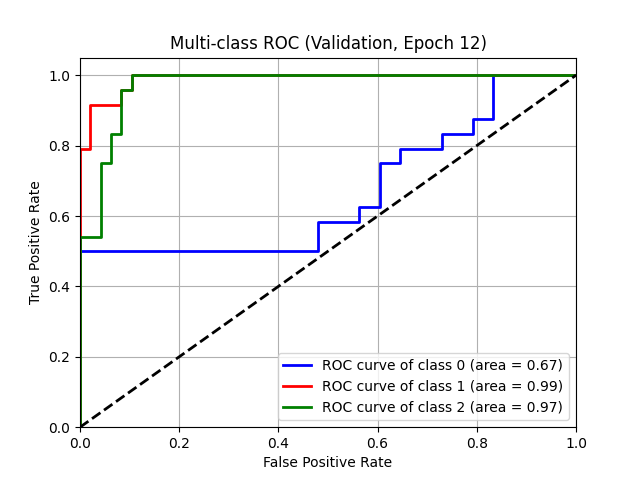 Multi-class ROC (Validation, Epoch 12)
True Positive Rate
1.0
0.8
0.6
0.4
0.2
0.0
ROC curve of class 0 (area = 0.67)
ROC curve of class 1 (area = 0.99)
ROC curve of class 2 (area = 0.97)
0.0 0.2 0.4 0.6 0.8 1.0
False Positive Rate